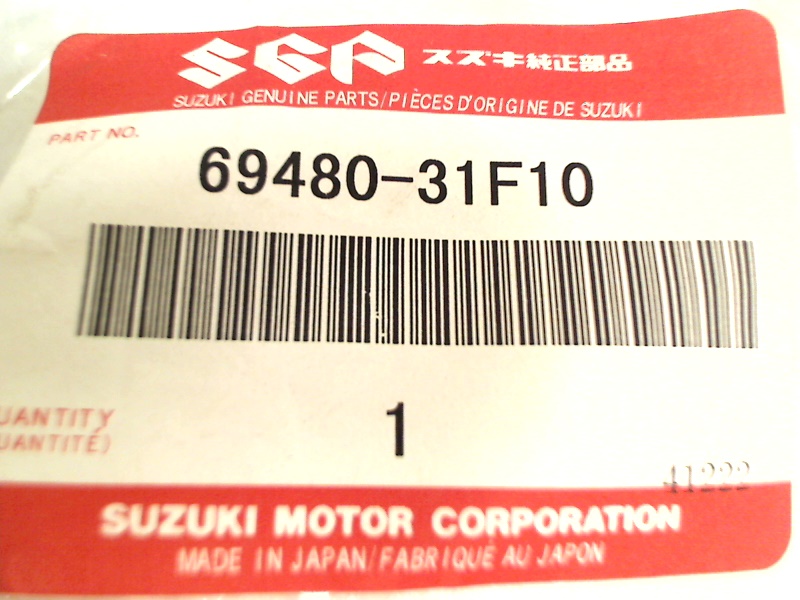 SGP スズキ純正部品
SUZUKI GENUINE PARTS/PIÈCES D'ORIGINE DE SUZUKI
PART NO.
69480-31F10
UANTITY
UANTITÉ)
1
41222
SUZUKI MOTOR CORPORATION
MADE IN JAPAN/FABRIQUÉ AU JAPON